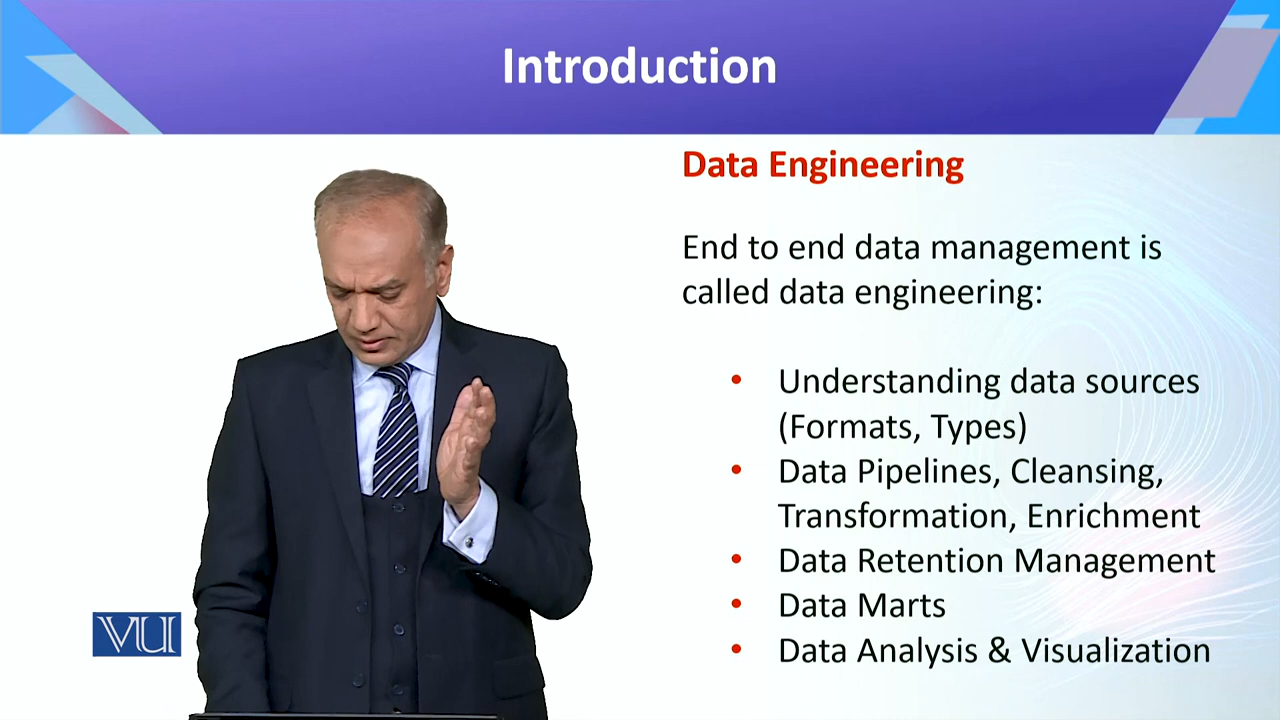 Introduction
Data Engineering
End to end data management is
called data engineering:
• Understanding data sources
(Formats, Types)
• Data Pipelines, Cleansing,
Transformation, Enrichment
• Data Retention Management
• Data Marts
• Data Analysis & Visualization
VU